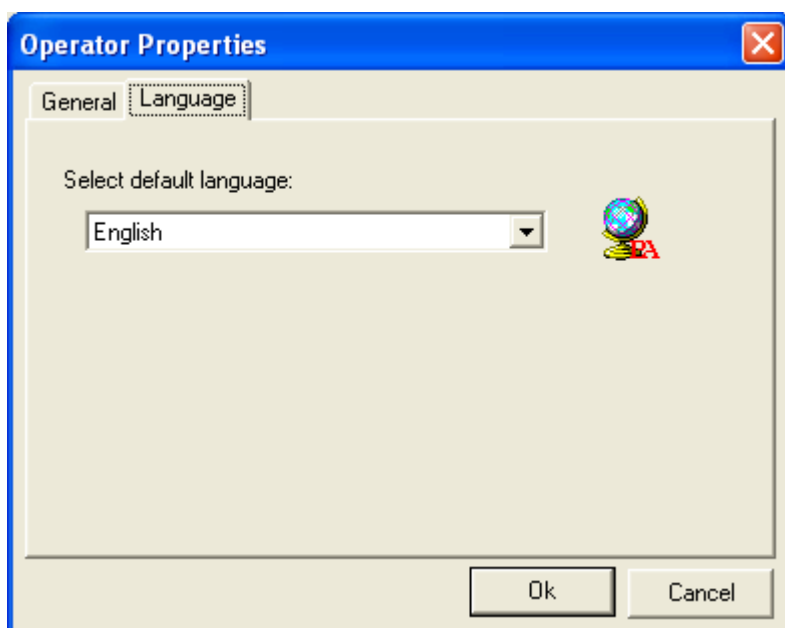 Operator Properties
General Language
Select default language:
English
Ok Cancel